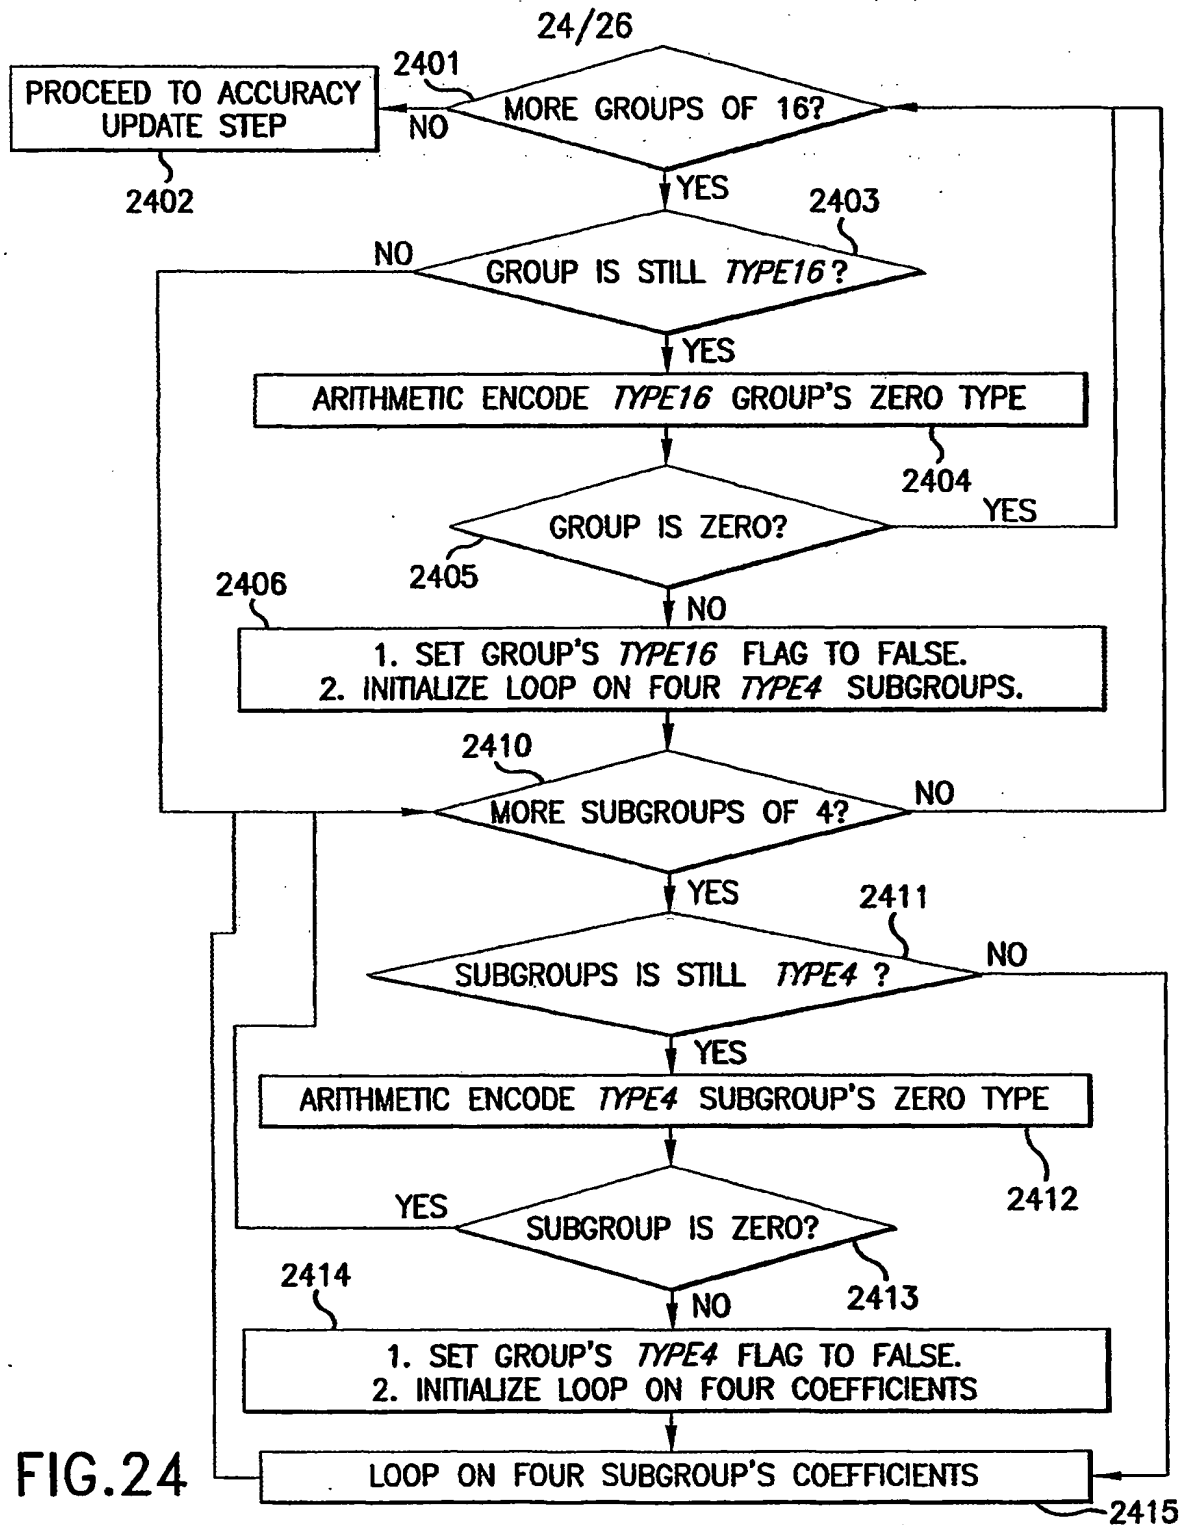 24/26
2401
MORE GROUPS OF 16?
PROCEED TO ACCURACY
UPDATE STEP
NO
2402
YES
2403
NO
GROUP IS STILL TYPE16?
YES
ARITHMETIC ENCODE TYPE16 GROUP'S ZERO TYPE
2404
GROUP IS ZERO?
YES
2405
2406
NO
1. SET GROUP'S TYPE16 FLAG TO FALSE.
2. INITIALIZE LOOP ON FOUR TYPE4 SUBGROUPS.
2410
MORE SUBGROUPS OF 4?
NO
YES
2411
SUBGROUPS IS STILL TYPE4 ?
NO
YES
ARITHMETIC ENCODE TYPE4 SUBGROUP'S ZERO TYPE
2412
YES
SUBGROUP IS ZERO?
2413
2414
NO
1. SET GROUP'S TYPE4 FLAG TO FALSE.
2. INITIALIZE LOOP ON FOUR COEFFICIENTS
FIG.24
LOOP ON FOUR SUBGROUP'S COEFFICIENTS
2415